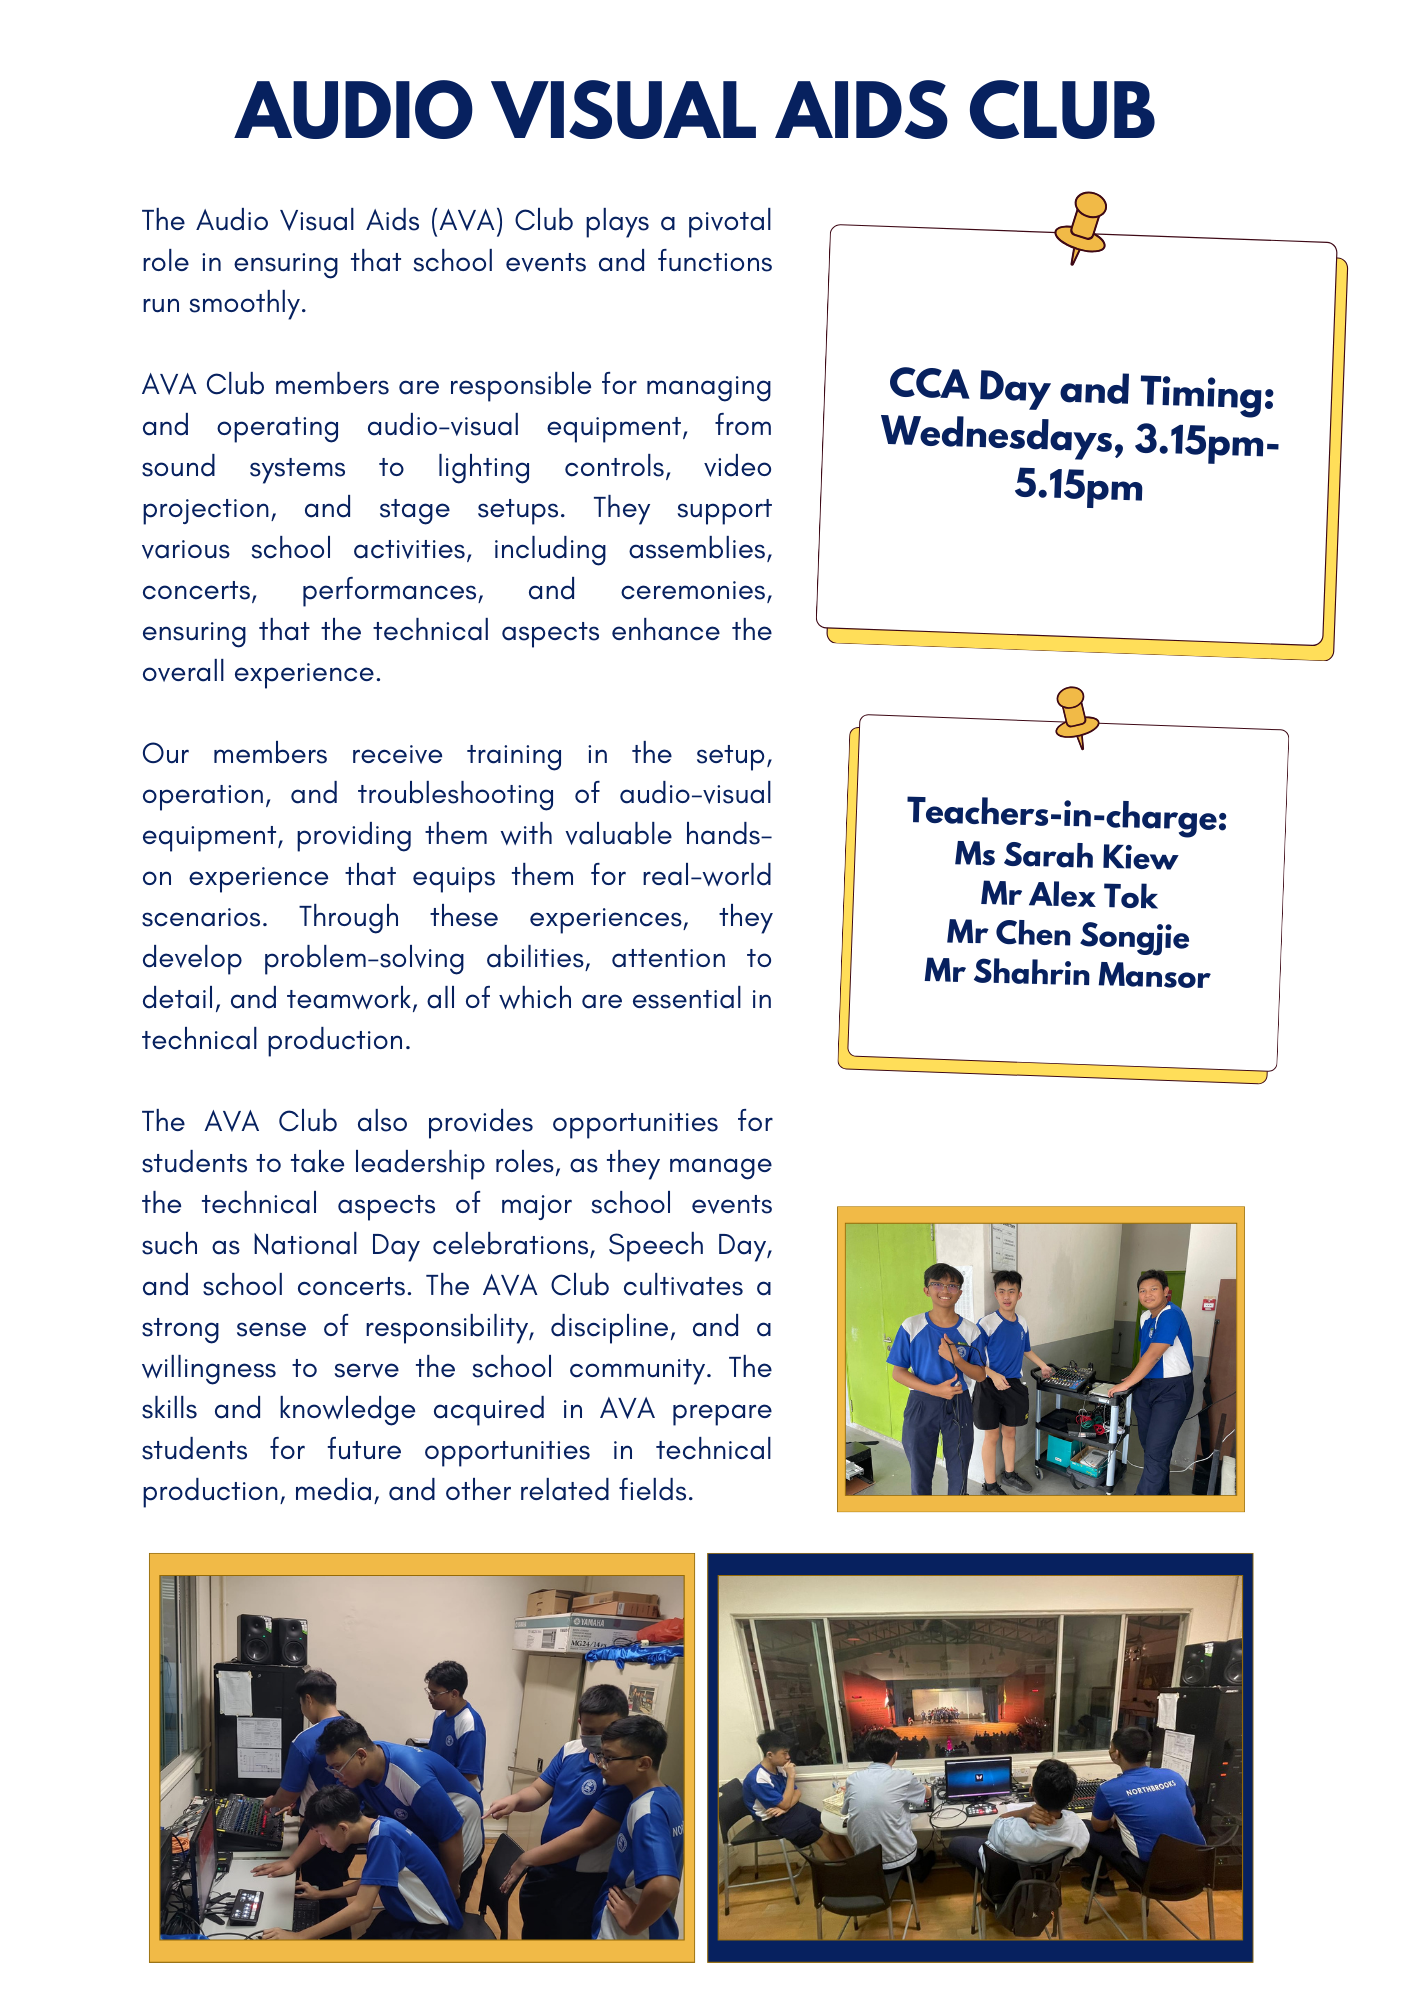 AUDIO VISUAL AIDS CLUB
The Audio Visual Aids (AVA) Club plays a pivotal
role in ensuring that school events and functions
run smoothly.
AVA Club members are responsible for managing
and operating audio-visual equipment, from
sound systems to lighting controls, video
projection, and stage setups. They support
various school activities, including assemblies,
concerts, performances, and ceremonies,
ensuring that the technical aspects enhance the
overall experience.
Our members receive training in the setup,
operation, and troubleshooting of audio-visual
equipment, providing them with valuable hands-
on experience that equips them for real-world
scenarios. Through these experiences, they
develop problem-solving abilities, attention to
detail, and teamwork, all of which are essential in
technical production.
The AVA Club also provides opportunities for
students to take leadership roles, as they manage
the technical aspects of major school events
such as National Day celebrations, Speech Day,
and school concerts. The AVA Club cultivates a
strong sense of responsibility, discipline, and a
willingness to serve the school community. The
skills and knowledge acquired in AVA prepare
students for future opportunities in technical
production, media, and other related fields.
CCA Day and Timing:
Wednesdays, 3.15pm-
5.15pm
Teachers-in-charge:
Ms Sarah Kiew
Mr Alex Tok
Mr Chen Songjie
Mr Shahrin Mansor
YAMAHA
MG24/14
NORTHBROOKS